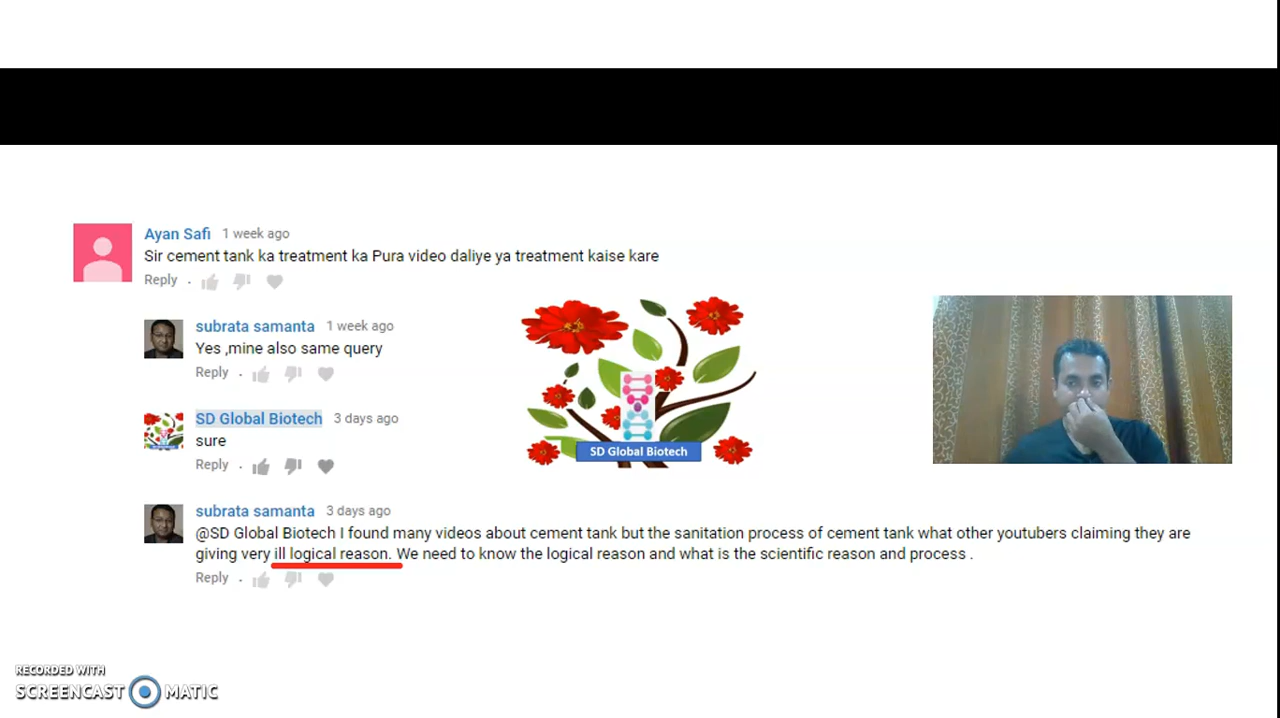 Ayan Safi 1 week ago
Sir cement tank ka treatment ka Pura video daliye ya treatment kaise kare
Reply .
subrata samanta 1 week ago
Yes ,mine also same query
Reply .
SD Global Biotech 3 days ago
sure
Reply .
SD Global Biotech
subrata samanta 3 days ago
@SD Global Biotech I found many videos about cement tank but the sanitation process of cement tank what other youtubers claiming they are
giving very ill logical reason. We need to know the logical reason and what is the scientific reason and process .
Reply .
RECORDED WITH
SCREENCAST MATIC